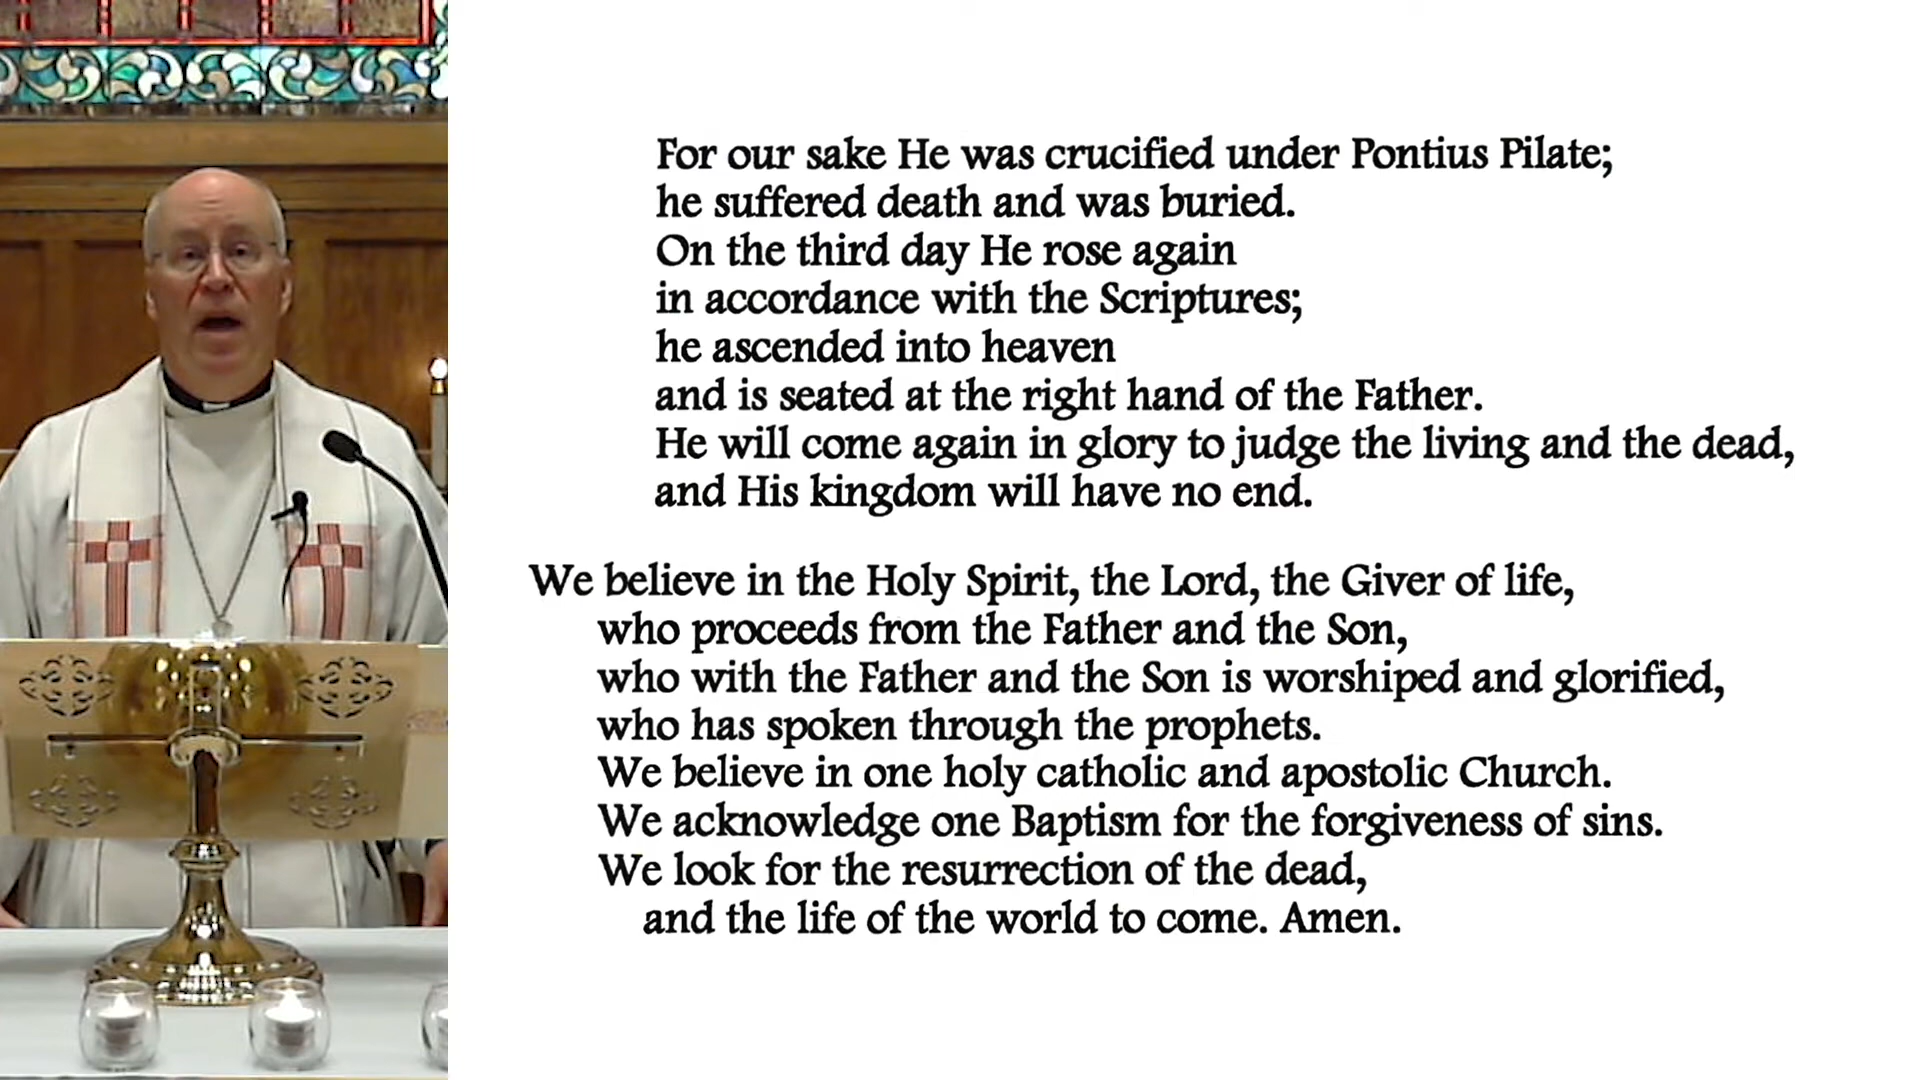 For our sake He was crucified under Pontius Pilate;
he suffered death and was buried.
On the third day He rose again
in accordance with the Scriptures;
he ascended into heaven
and is seated at the right hand of the Father.
He will come again in glory to judge the living and the dead,
and His kingdom will have no end.
We believe in the Holy Spirit, the Lord, the Giver of life,
who proceeds from the Father and the Son,
who with the Father and the Son is worshiped and glorified,
who has spoken through the prophets.
We believe in one holy catholic and apostolic Church.
We acknowledge one Baptism for the forgiveness of sins.
We look for the resurrection of the dead,
and the life of the world to come. Amen.